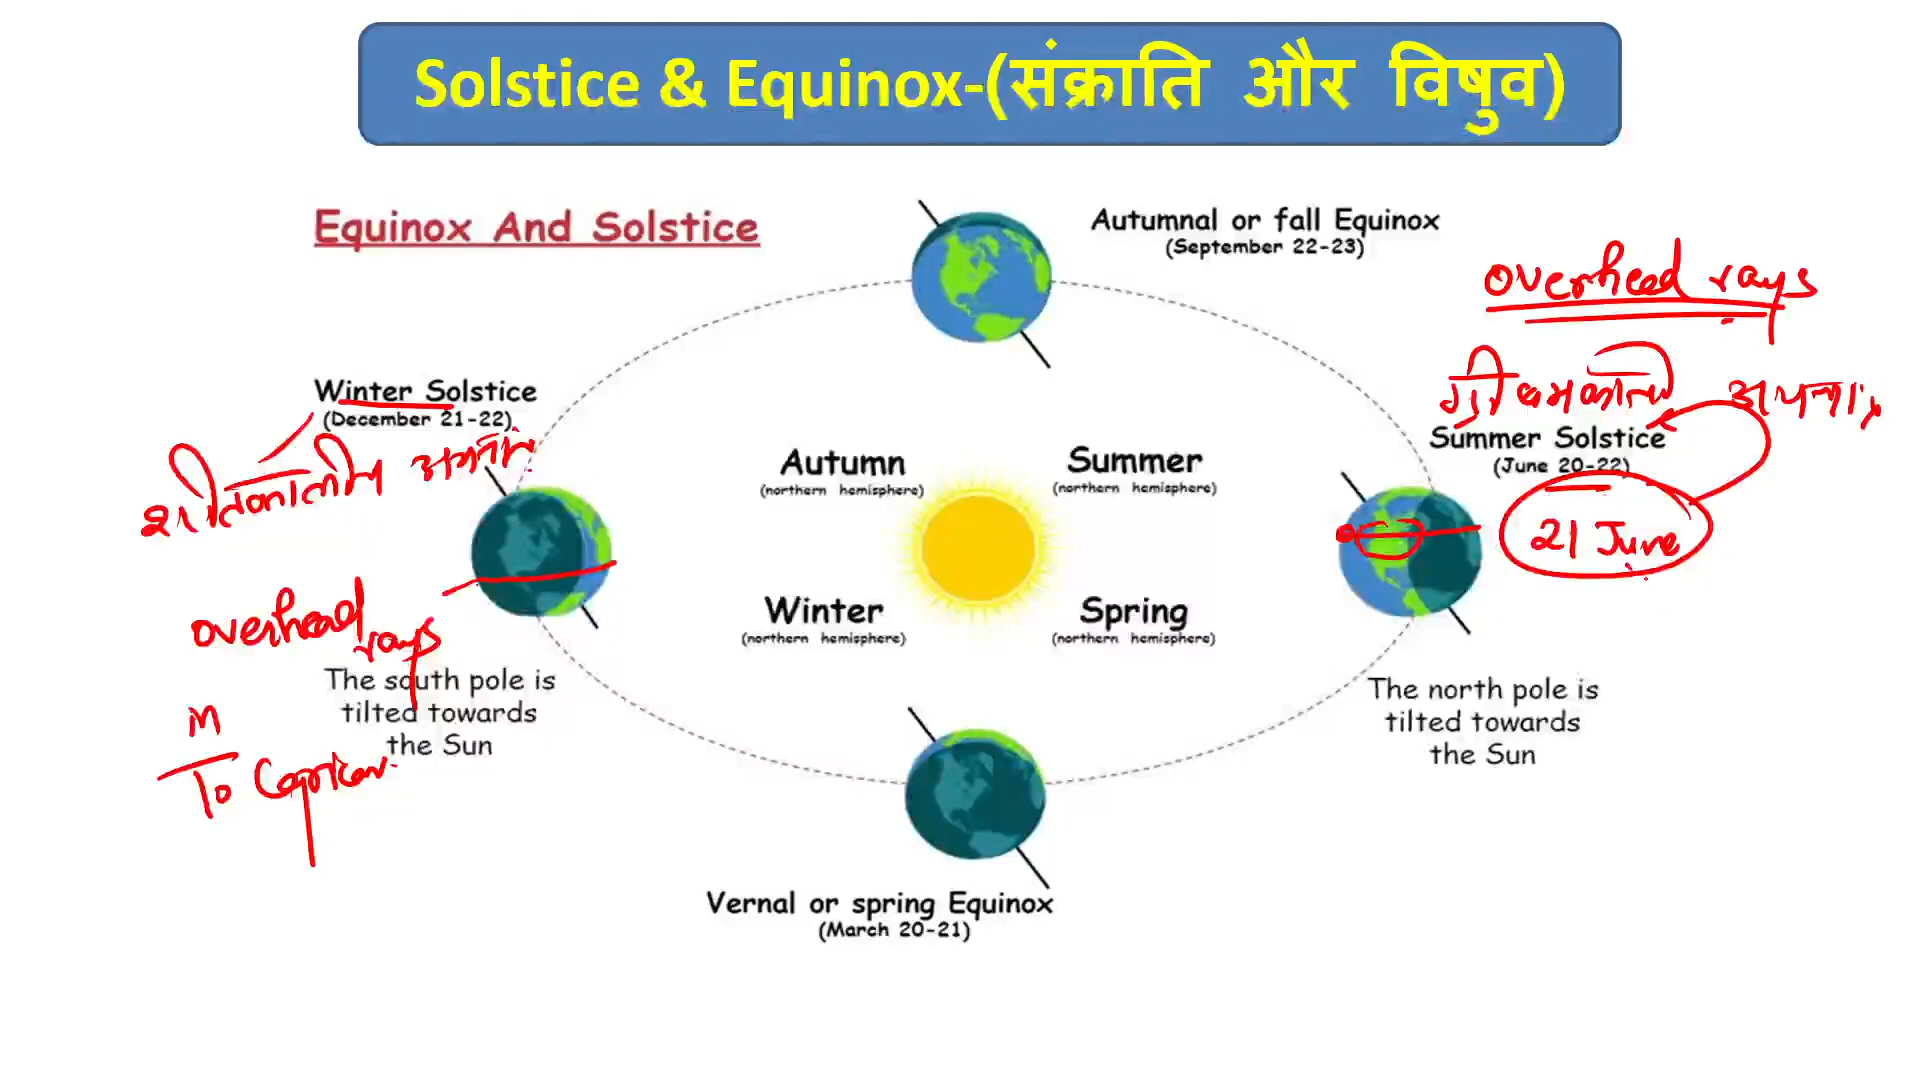 Solstice & Equinox-(संक्राति और विषुव)
Equinox And Solstice
Autumnal or fall Equinox
(September 22-23)
overhead rays
Winter Solstice
(December 21-22)
शीतकालीन
Summer Solstice
(June 20-22)
21 June
Autumn
(northern hemisphere)
Summer
(northern hemisphere)
Winter
(northern hemisphere)
Spring
(northern hemisphere)
overhead
rays
The south pole is
tilted towards
the Sun
The north pole is
tilted towards
the Sun
M
To
Vernal or spring Equinox
(March 20-21)